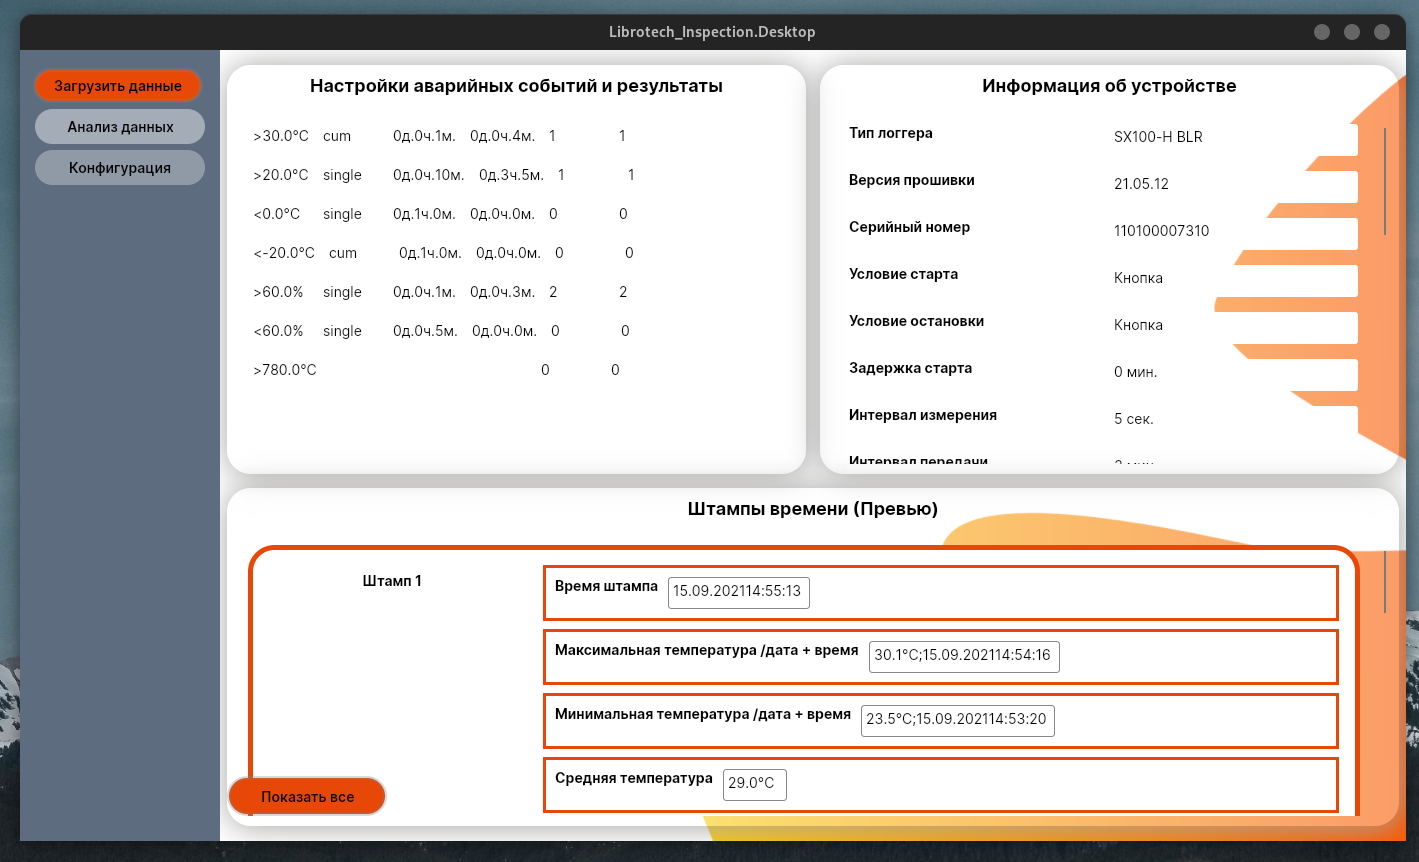 Librotech_Inspection.Desktop
Загрузить данные
Анализ данных
Конфигурация
Настройки аварийных событий и результаты
>30.0°C cum 0д.0ч.1м. 0д.0ч.4м. 1 1
>20.0°C single 0д.0ч.10м. 0д.3ч.5м. 1 1
<0.0°C single 0д.1ч.0м. 0д.0ч.0м. 0 0
<-20.0°C cum 0д.1ч.0м. 0д.0ч.0м. 0 0
>60.0% single 0д.0ч.1м. 0д.0ч.3м. 2 2
<60.0% single 0д.0ч.5м. 0д.0ч.0м. 0 0
>780.0°C 0 0
Информация об устройстве
Тип логгера SX100-H BLR
Версия прошивки 21.05.12
Серийный номер 110100007310
Условие старта Кнопка
Условие остановки Кнопка
Задержка старта 0 мин.
Интервал измерения 5 сек.
Интервал передачи
Штампы времени (Превью)
Штамп 1
Время штампа 15.09.202114:55:13
Максимальная температура /дата + время 30.1°C;15.09.202114:54:16
Минимальная температура /дата + время 23.5°C;15.09.202114:53:20
Средняя температура 29.0°C
Показать все